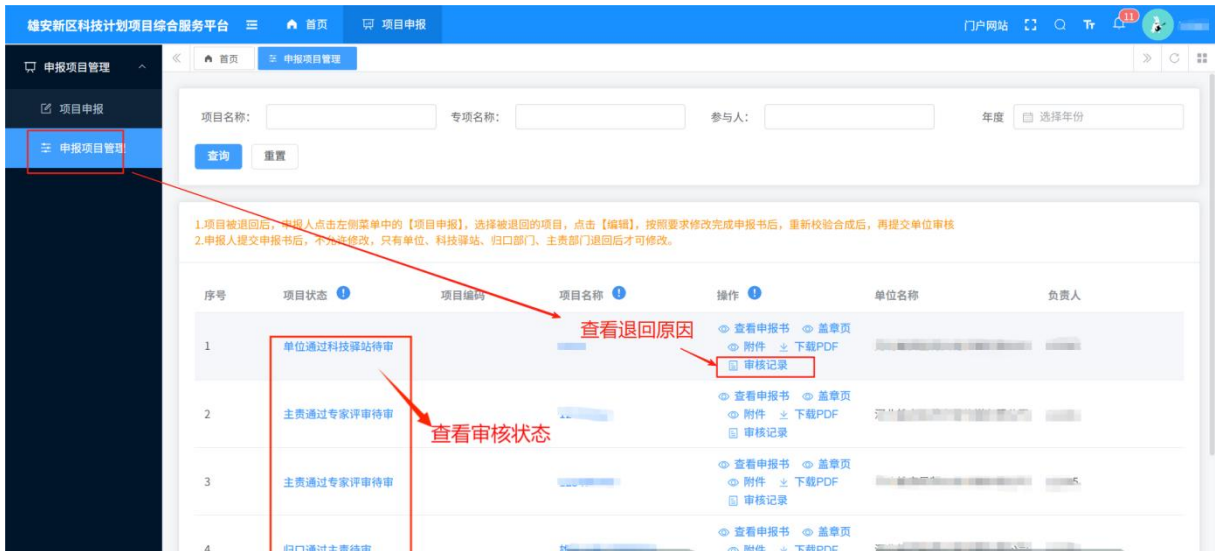 雄安新区科技计划项目综合服务平台 首页 项目申报 门户网站 Tr 11
申报项目管理 首页 申报项目管理
项目申报
申报项目管理
项目名称: 专项名称: 参与人: 年度 选择年份
查询 重置
1.项目被退回后，申报人点击左侧菜单中的【项目申报】，选择被退回的项目，点击【编辑】，按照要求修改完成申报书后，重新校验合成后，再提交单位审核
2.申报人提交申报书后，不允许修改，只有单位、科技驿站、归口部门、主责部门退回后才可修改。
序号 项目状态 项目编码 项目名称 操作 单位名称 负责人
查看退回原因
1 单位通过科技驿站待审 查看申报书 盖章页
附件 下载PDF
审核记录
2 主责通过专家评审待审 查看申报书 盖章页
附件 下载PDF
审核记录
查看审核状态
3 主责通过专家评审待审 查看申报书 盖章页
附件 下载PDF
审核记录
4 归口通过主责待审 查看申报书 盖章页
附件 下载PDF